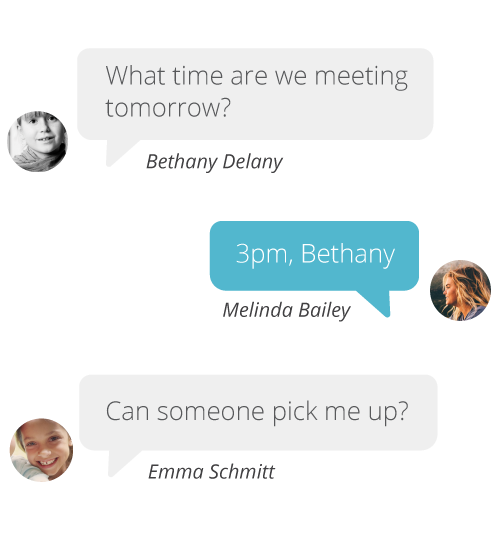 What time are we meeting
tomorrow?
Bethany Delany
3pm, Bethany
Melinda Bailey
Can someone pick me up?
Emma Schmitt